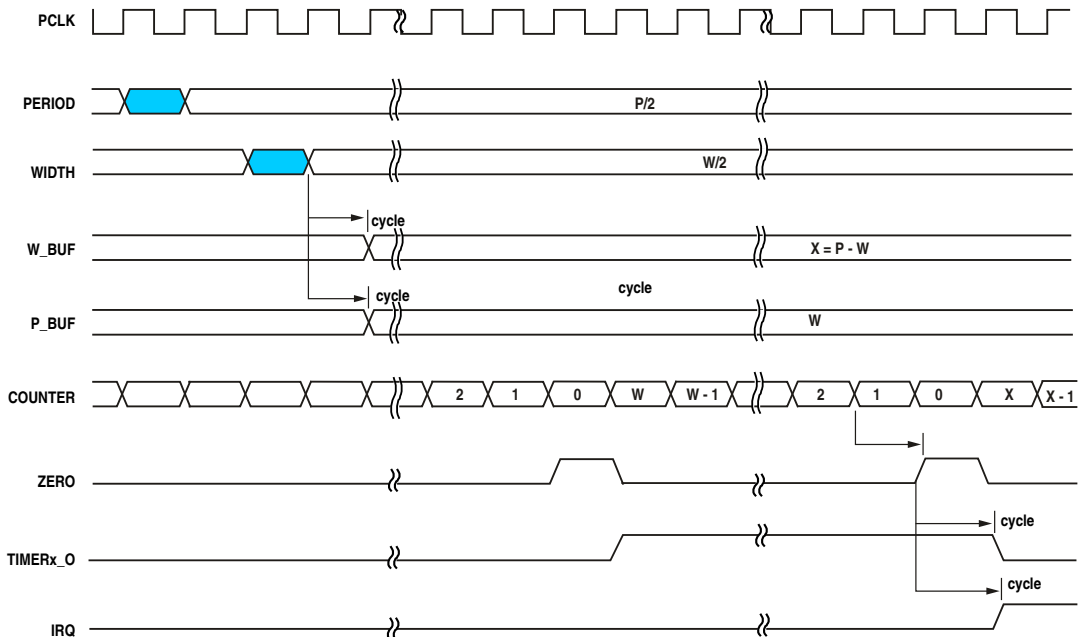 PCLK
PERIOD P/2
WIDTH W/2
cycle
W_BUF X = P - W
cycle cycle
P_BUF W
COUNTER 2 1 0 W W - 1 2 1 0 X X - 1
ZERO
cycle
TIMERx_O
cycle
IRQ